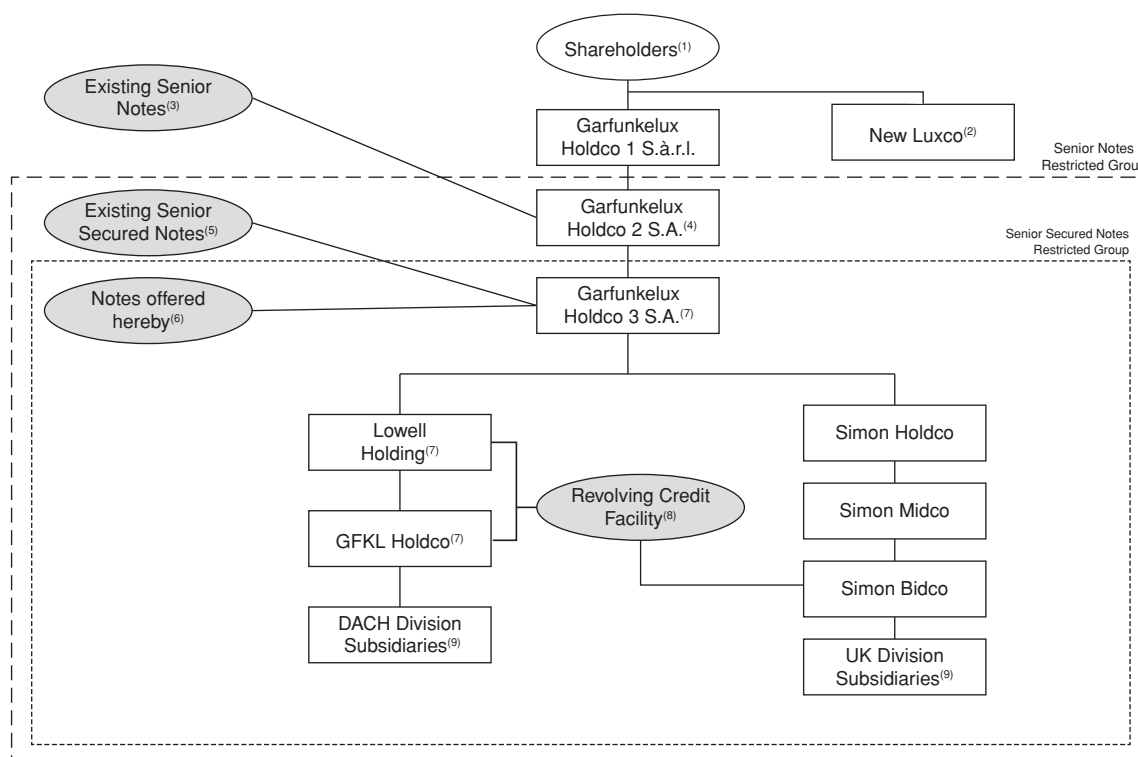 Shareholders(1)
Existing Senior
Notes(3)
Garfunkelux
Holdco 1 S.à.r.l.
New Luxco(2)
Senior Notes
Restricted Grou
Existing Senior
Secured Notes(5)
Garfunkelux
Holdco 2 S.A.(4)
Senior Secured Notes
Restricted Group
Notes offered
hereby(6)
Garfunkelux
Holdco 3 S.A.(7)
Lowell
Holding(7)
Simon Holdco
Revolving Credit
Facility(8)
Simon Midco
GFKL Holdco(7)
Simon Bidco
DACH Division
Subsidiaries(9)
UK Division
Subsidiaries(9)